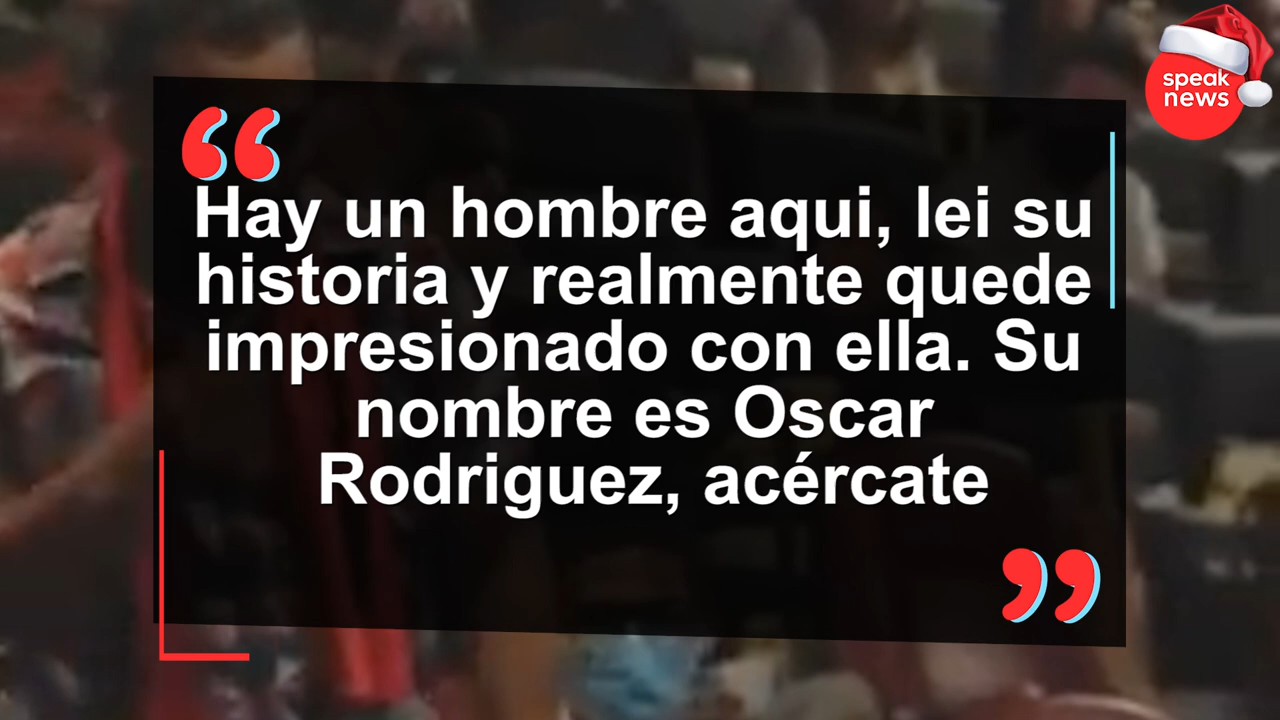 speak
news
Hay un hombre aqui, lei su
historia y realmente quede
impresionado con ella. Su
nombre es Oscar
Rodriguez, acércate